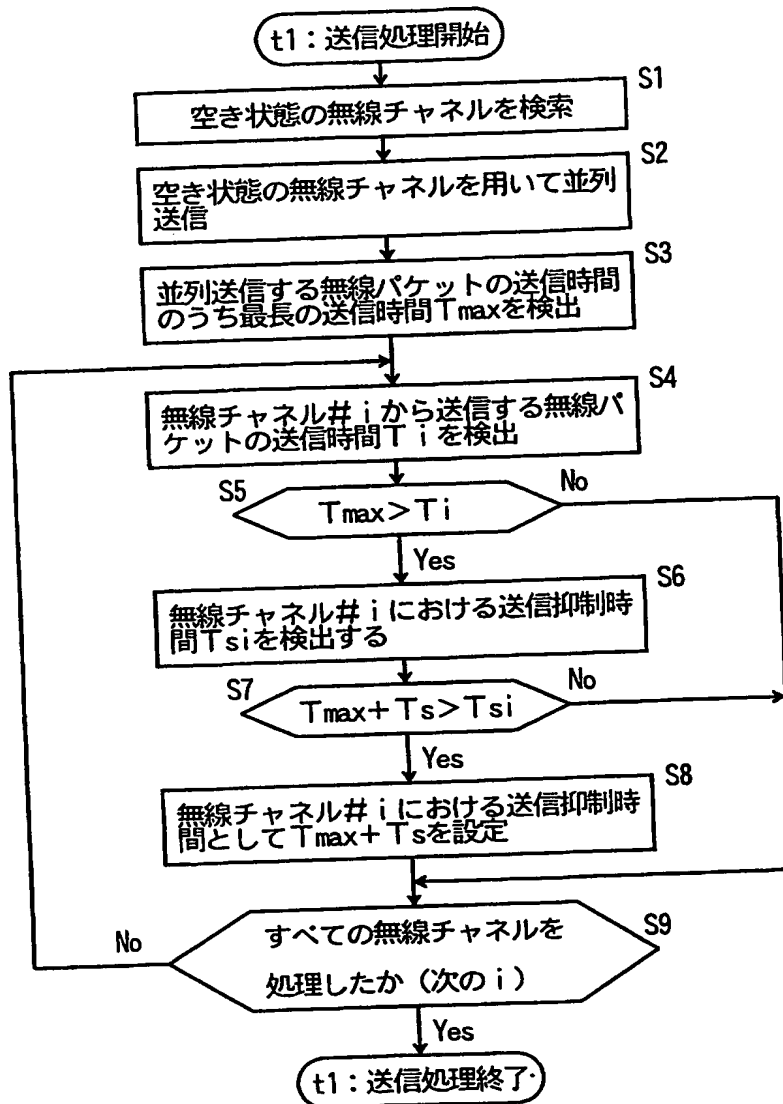 t1：送信処理開始
S1
空き状態の無線チャネルを検索
S2
空き状態の無線チャネルを用いて並列
送信
S3
並列送信する無線パケットの送信時間
のうち最長の送信時間Tmaxを検出
S4
無線チャネル#iから送信する無線パ
ケットの送信時間Tiを検出
S5
Tmax>Ti
No
Yes
S6
無線チャネル#iにおける送信抑制時
間Tsiを検出する
S7
Tmax+Ts>Tsi
No
Yes
S8
無線チャネル#iにおける送信抑制時
間としてTmax+Tsを設定
S9
すべての無線チャネルを
処理したか（次のi）
No
Yes
t1：送信処理終了